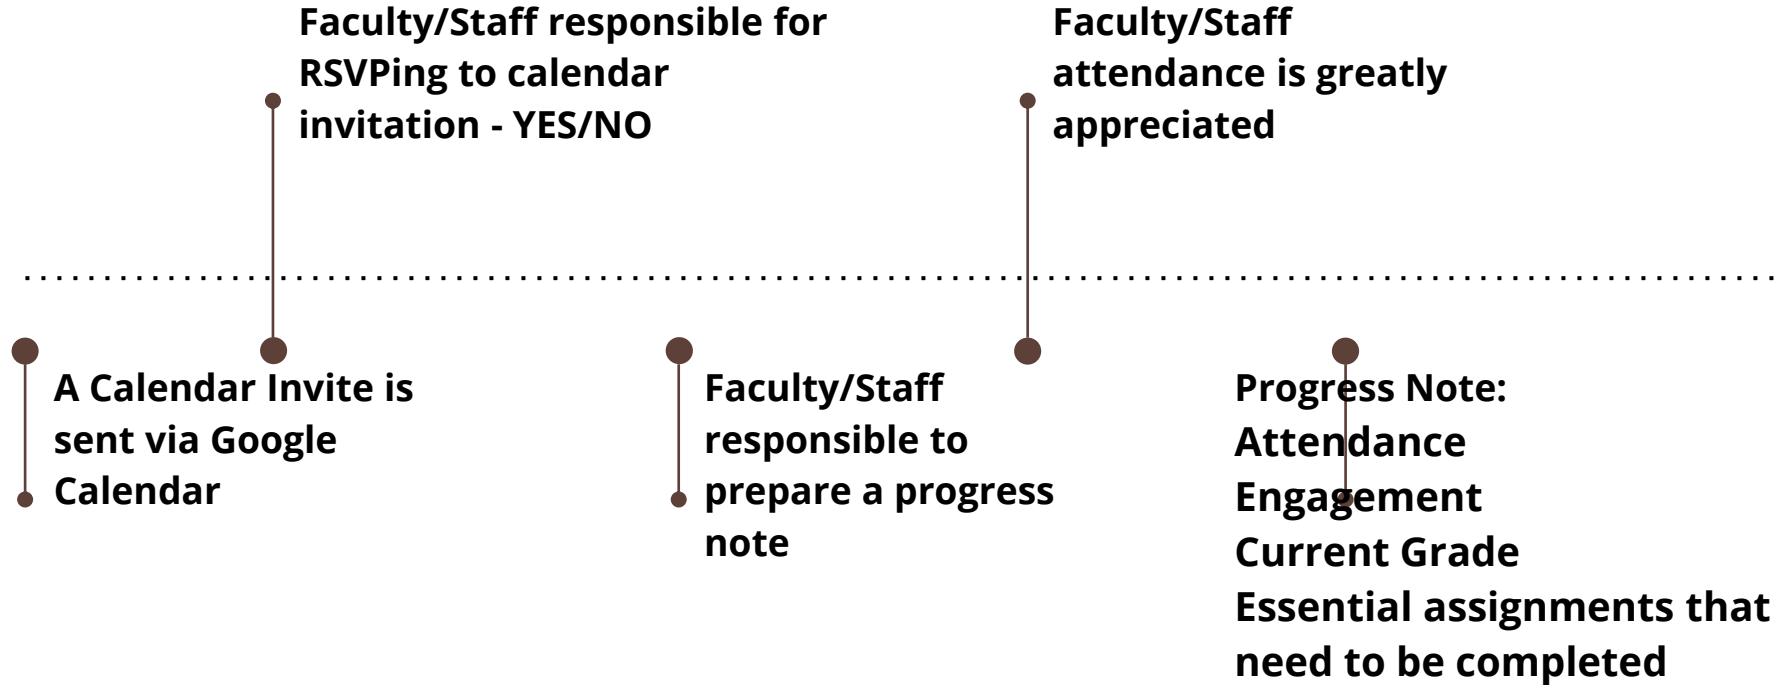 Faculty/Staff responsible for
RSVPing to calendar
invitation - YES/NO
Faculty/Staff
attendance is greatly
appreciated
A Calendar Invite is
sent via Google
Calendar
Faculty/Staff
responsible to
prepare a progress
note
Progress Note:
Attendance
Engagement
Current Grade
Essential assignments that
need to be completed